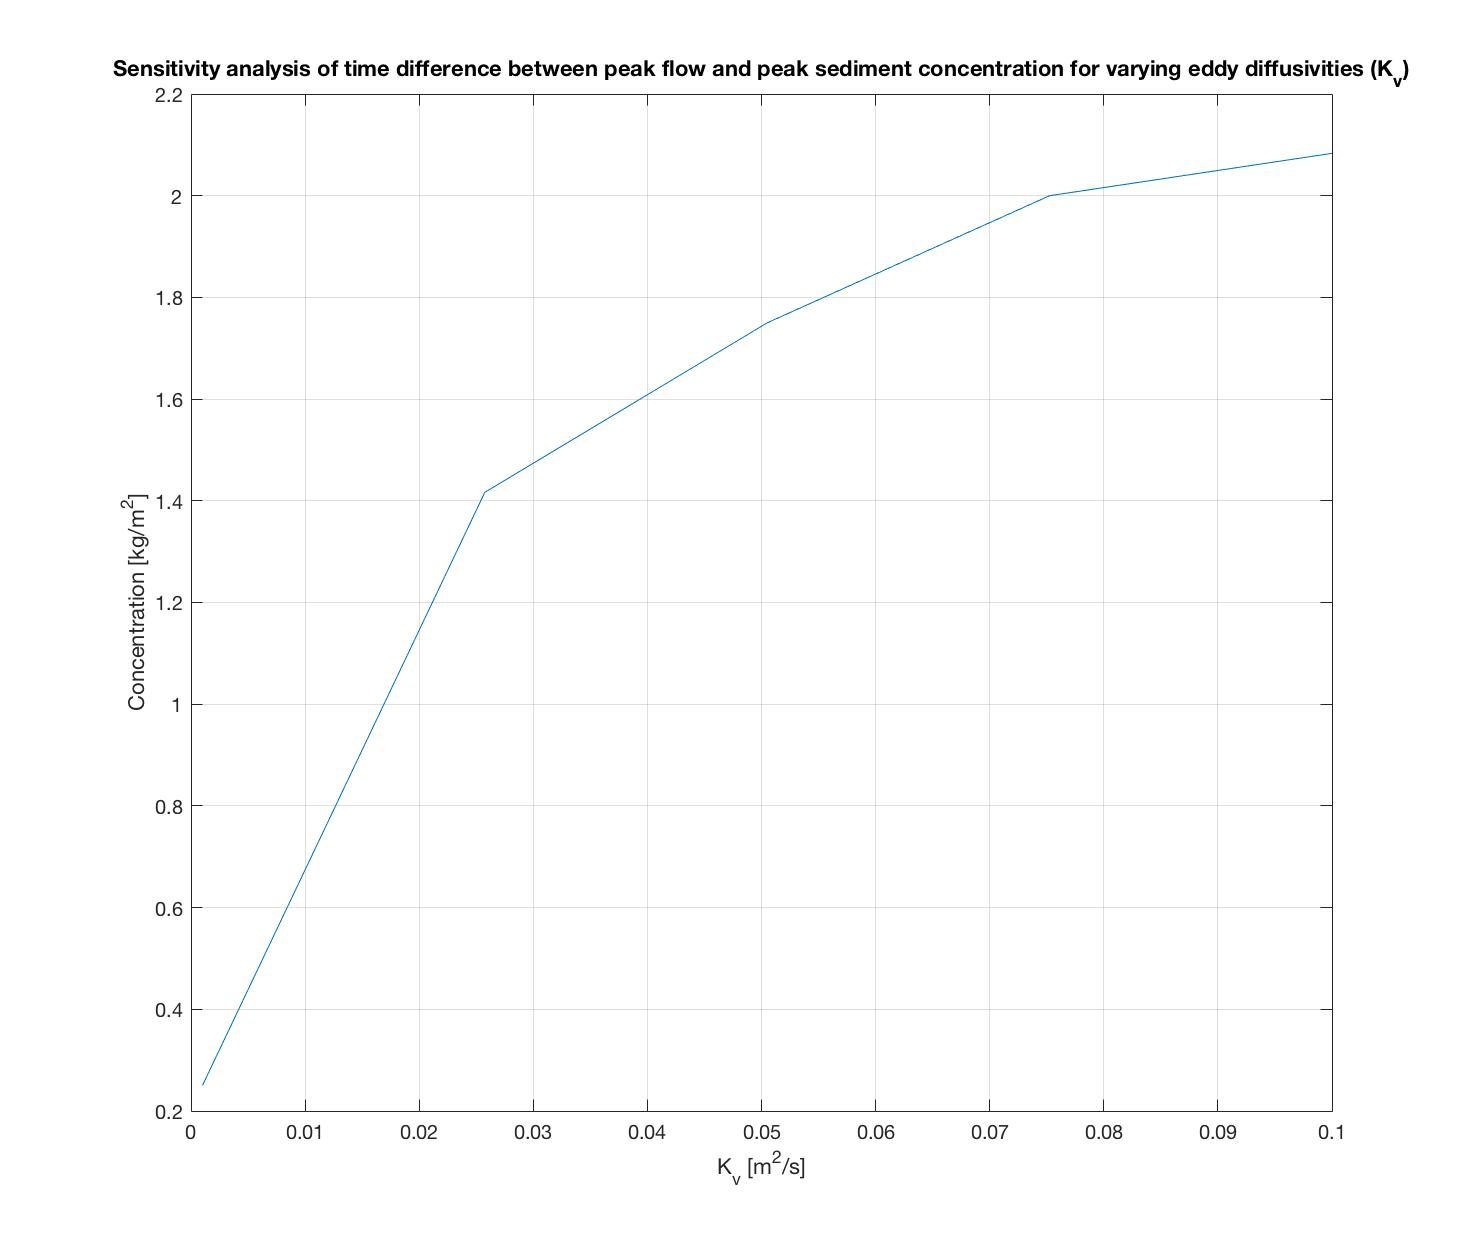 Sensitivity analysis of time difference between peak flow and peak sediment concentration for varying eddy diffusivities (Kᵥ)
2.2
2
1.8
1.6
1.4
1.2
1
0.8
0.6
0.4
0.2
Concentration [kg/m²]
0 0.01 0.02 0.03 0.04 0.05 0.06 0.07 0.08 0.09 0.1
Kᵥ [m²/s]